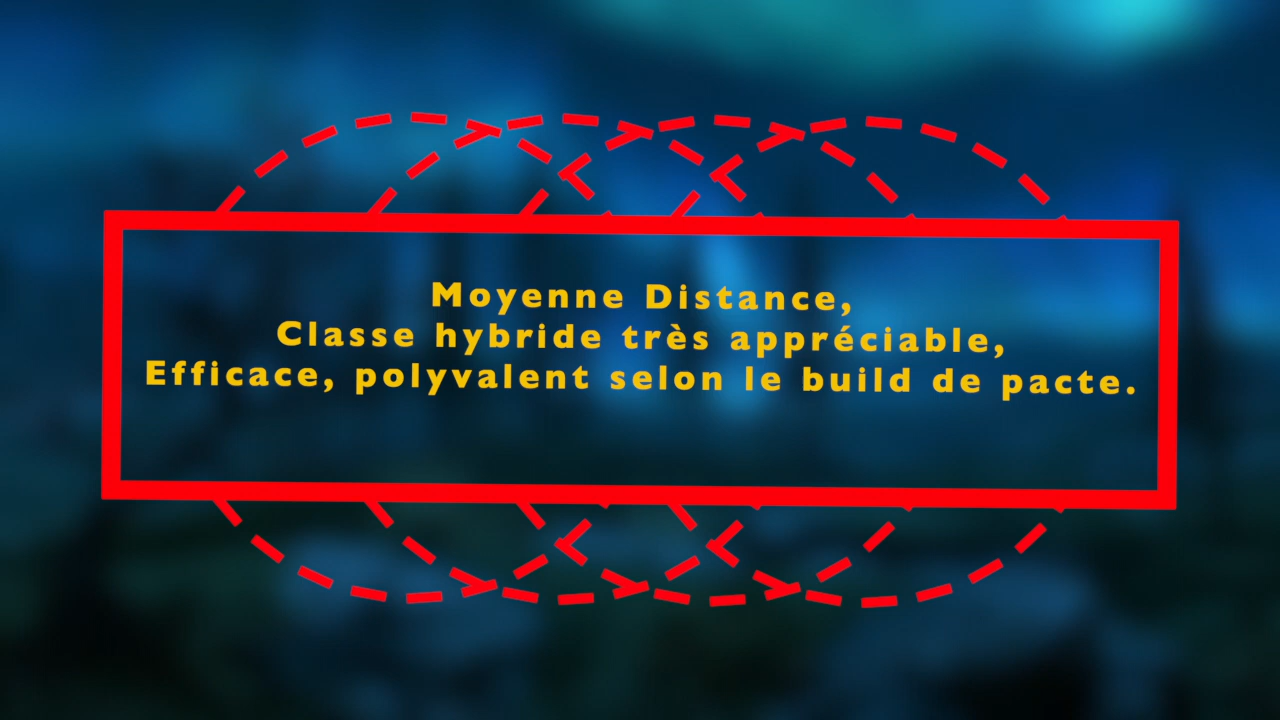 Moyenne Distance,
Classe hybride très appréciable,
Efficace, polyvalent selon le build de pacte.